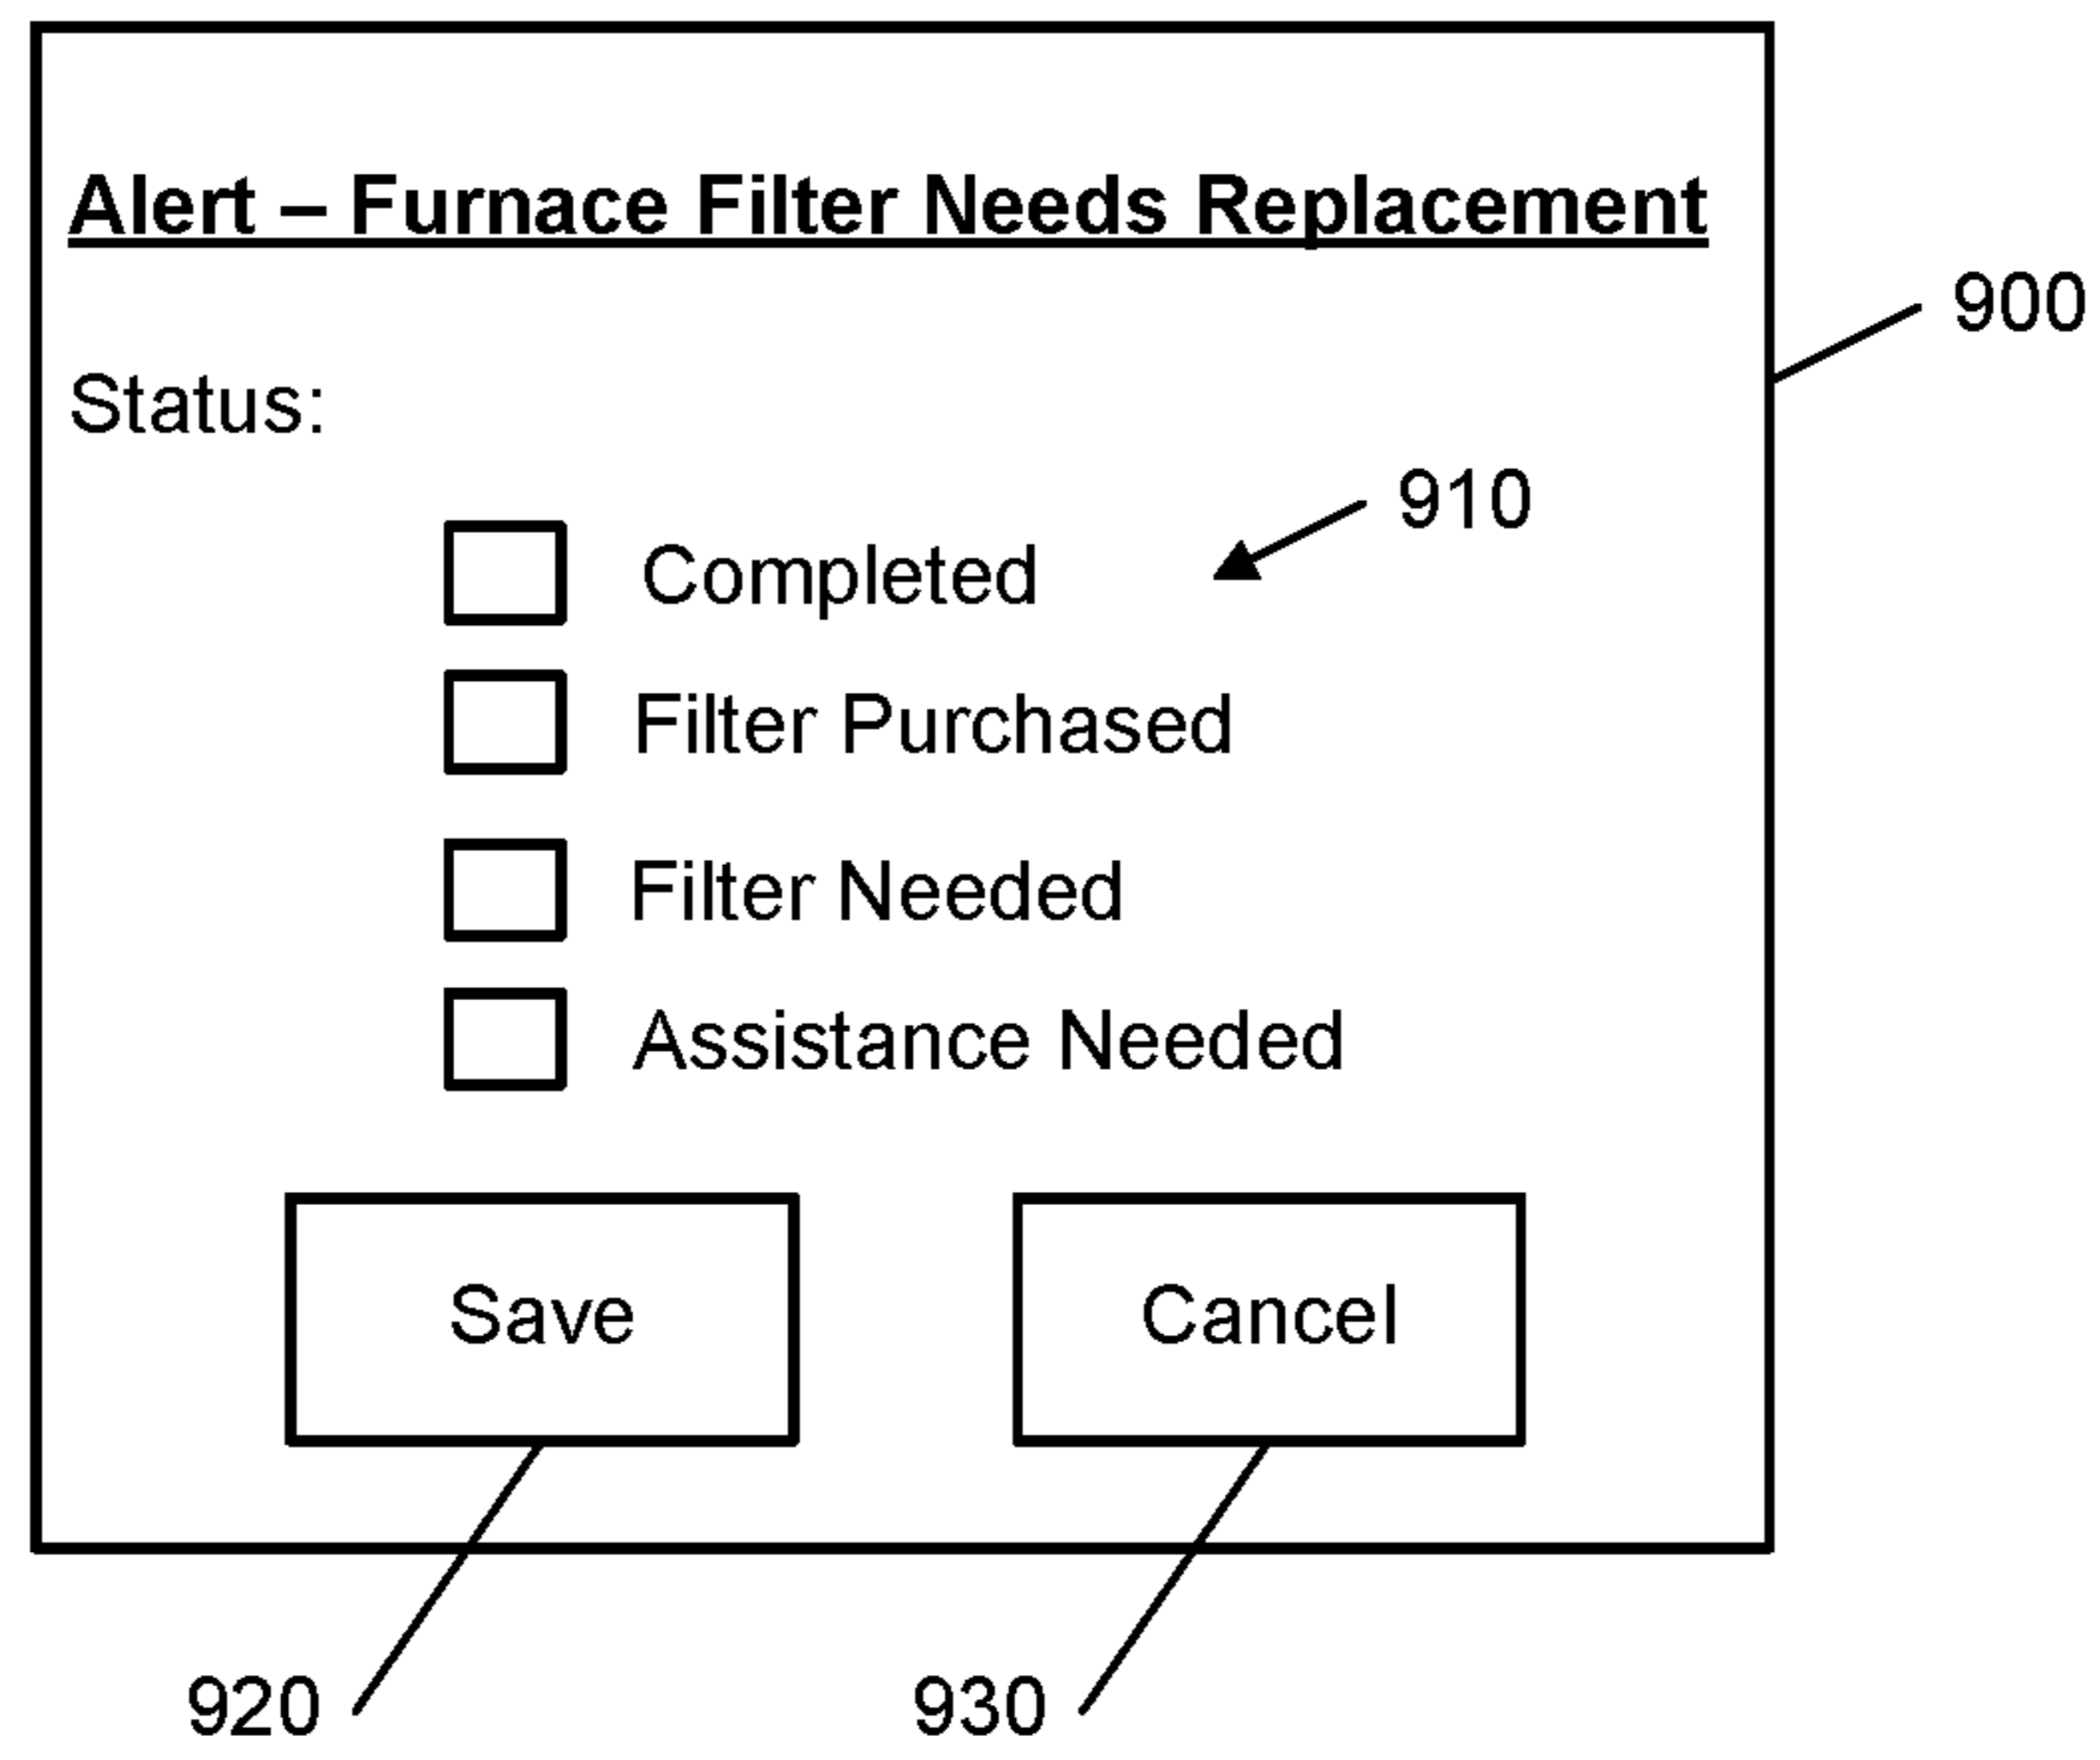 Alert – Furnace Filter Needs Replacement
900
Status:
910
Completed
Filter Purchased
Filter Needed
Assistance Needed
Save
Cancel
920
930